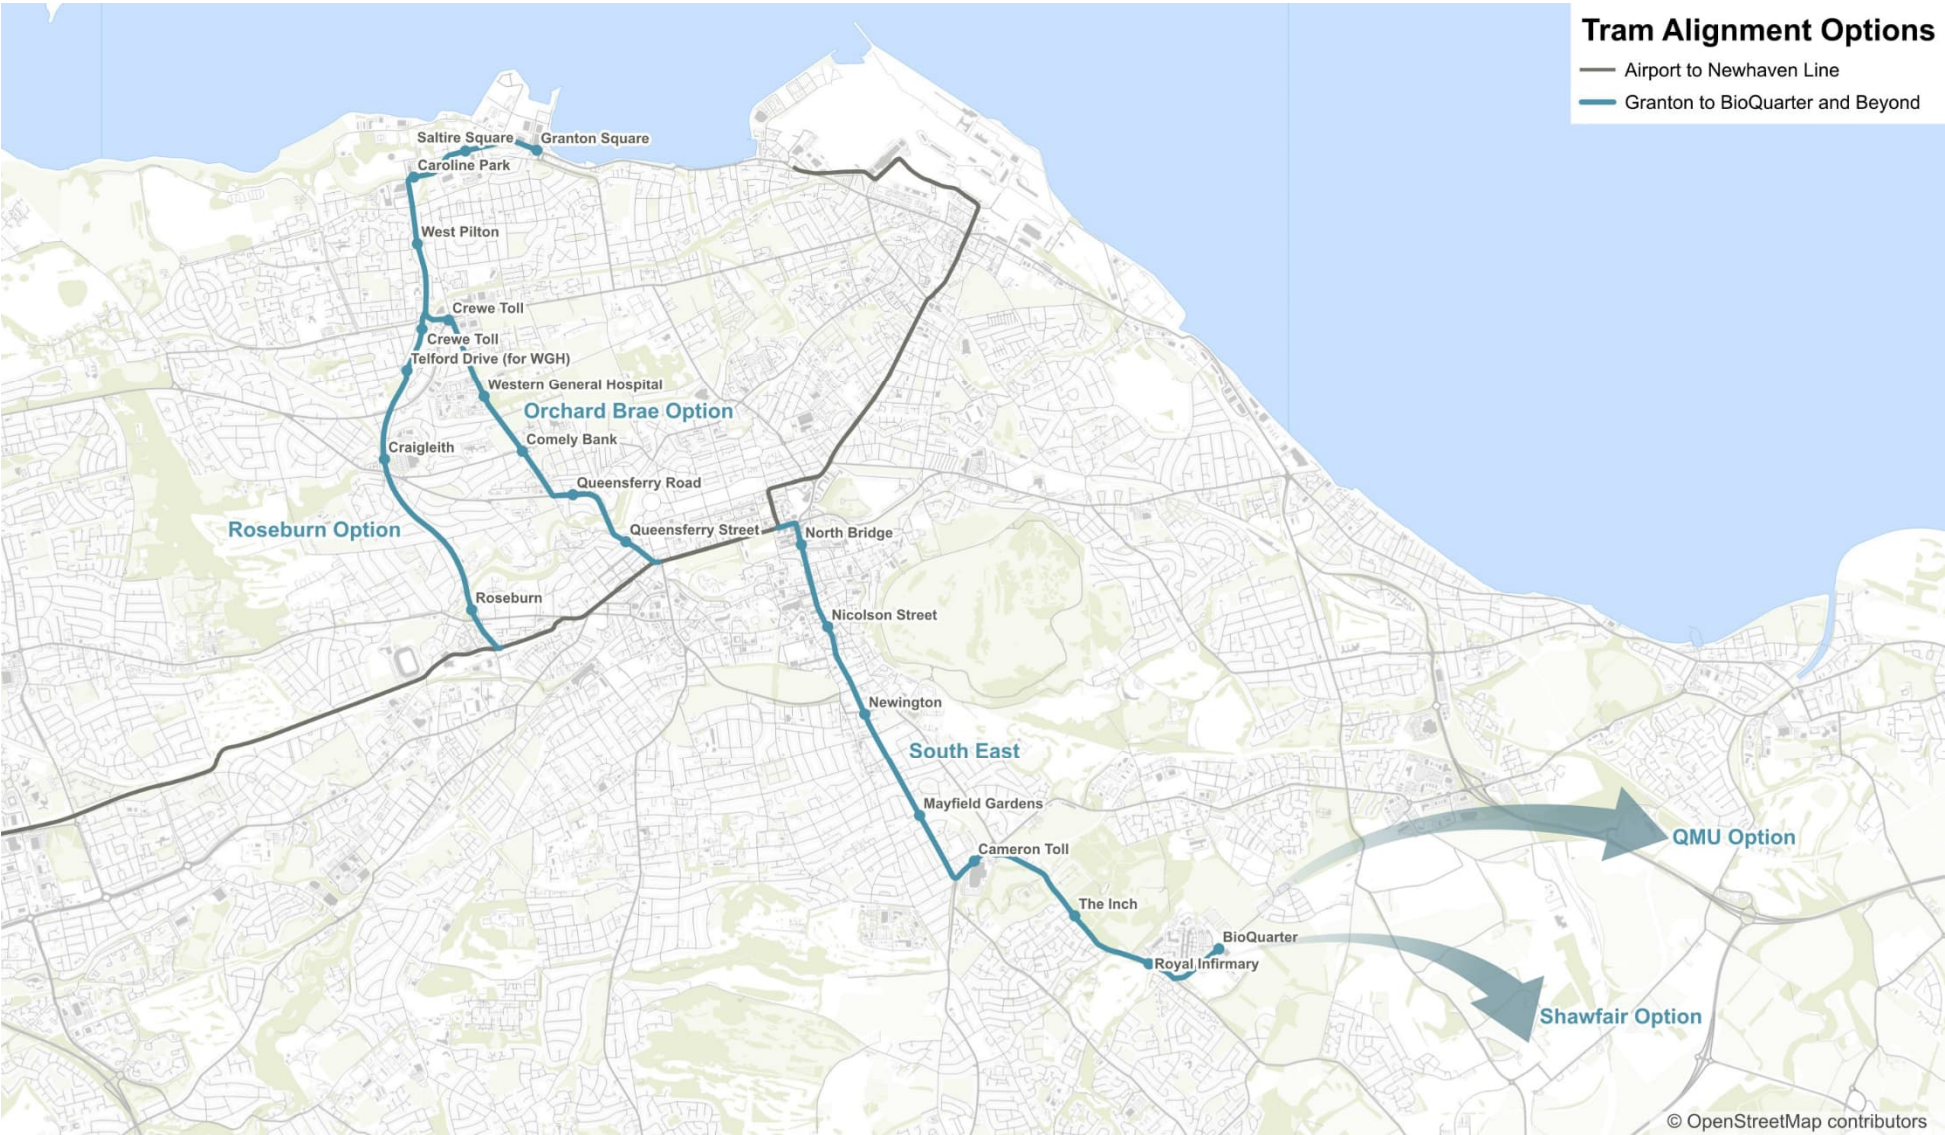 Tram Alignment Options
Airport to Newhaven Line
Granton to BioQuarter and Beyond
Saltire Square
Granton Square
Caroline Park
West Pilton
Crewe Toll
Crewe Toll
Telford Drive (for WGH)
Western General Hospital
Orchard Brae Option
Comely Bank
Craigleith
Queensferry Road
Roseburn Option
Queensferry Street
North Bridge
Roseburn
Nicolson Street
Newington
South East
Mayfield Gardens
QMU Option
Cameron Toll
The Inch
BioQuarter
Royal Infirmary
Shawfair Option
© OpenStreetMap contributors